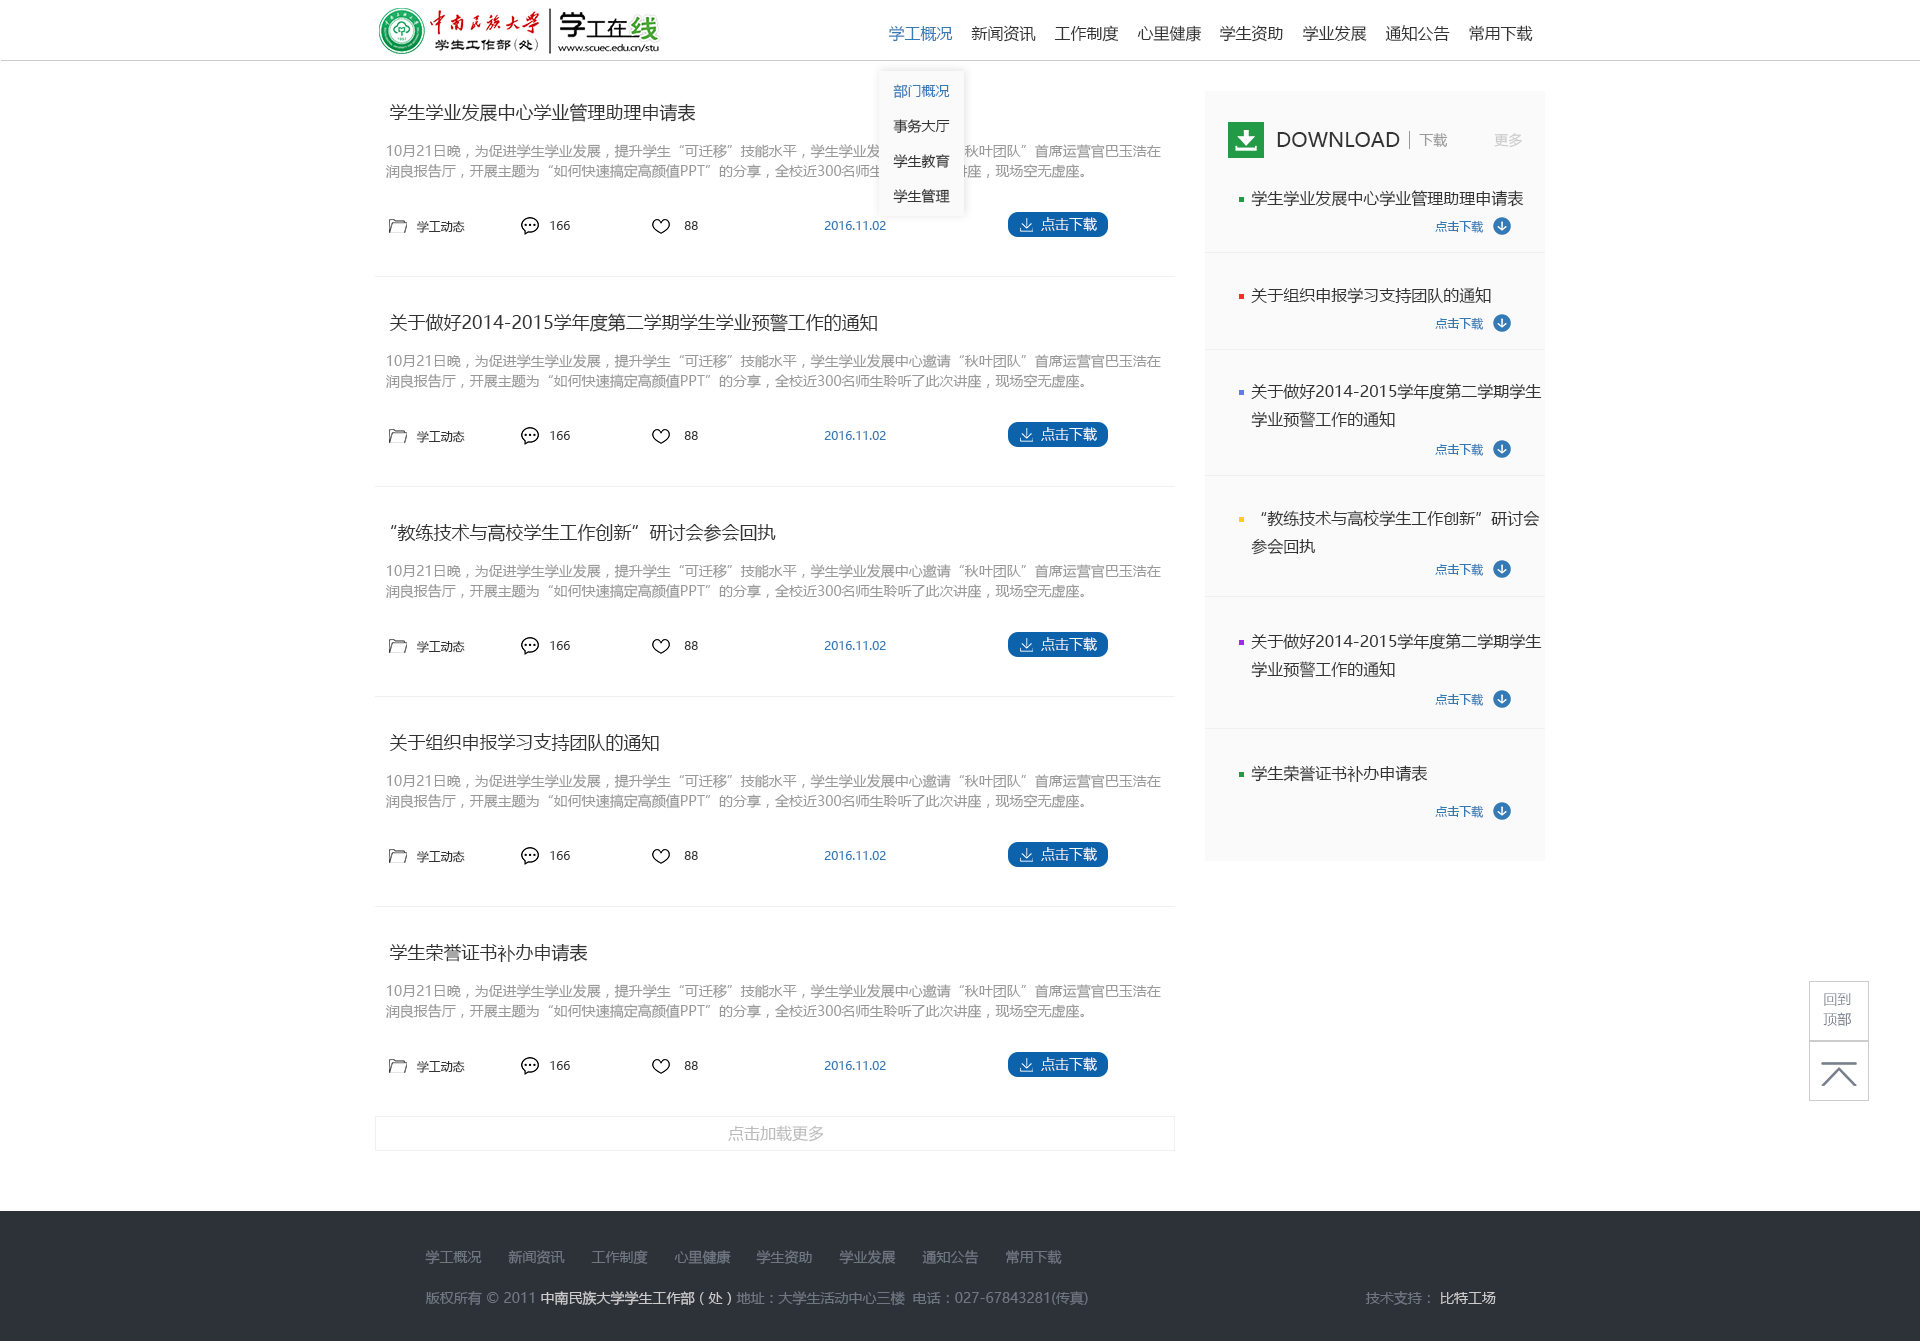 中南民族大学
学生工作部(处)
学工在线
www.scuec.edu.cn/stu
学工概况 新闻资讯 工作制度 心里健康 学生资助 学业发展 通知公告 常用下载
部门概况
事务大厅
学生教育
学生管理
学生学业发展中心学业管理助理申请表
10月21日晚，为促进学生学业发展，提升学生“可迁移”技能水平，学生学业发 “秋叶团队”首席运营官巴玉浩在
润良报告厅，开展主题为“如何快速搞定高颜值PPT”的分享，全校近300名师生 讲座，现场空无虚座。
学工动态 166 88 2016.11.02 点击下载
关于做好2014-2015学年度第二学期学生学业预警工作的通知
10月21日晚，为促进学生学业发展，提升学生“可迁移”技能水平，学生学业发展中心邀请“秋叶团队”首席运营官巴玉浩在
润良报告厅，开展主题为“如何快速搞定高颜值PPT”的分享，全校近300名师生聆听了此次讲座，现场空无虚座。
学工动态 166 88 2016.11.02 点击下载
“教练技术与高校学生工作创新”研讨会参会回执
10月21日晚，为促进学生学业发展，提升学生“可迁移”技能水平，学生学业发展中心邀请“秋叶团队”首席运营官巴玉浩在
润良报告厅，开展主题为“如何快速搞定高颜值PPT”的分享，全校近300名师生聆听了此次讲座，现场空无虚座。
学工动态 166 88 2016.11.02 点击下载
关于组织申报学习支持团队的通知
10月21日晚，为促进学生学业发展，提升学生“可迁移”技能水平，学生学业发展中心邀请“秋叶团队”首席运营官巴玉浩在
润良报告厅，开展主题为“如何快速搞定高颜值PPT”的分享，全校近300名师生聆听了此次讲座，现场空无虚座。
学工动态 166 88 2016.11.02 点击下载
学生荣誉证书补办申请表
10月21日晚，为促进学生学业发展，提升学生“可迁移”技能水平，学生学业发展中心邀请“秋叶团队”首席运营官巴玉浩在
润良报告厅，开展主题为“如何快速搞定高颜值PPT”的分享，全校近300名师生聆听了此次讲座，现场空无虚座。
学工动态 166 88 2016.11.02 点击下载
点击加载更多
DOWNLOAD 下载 更多
学生学业发展中心学业管理助理申请表
点击下载
关于组织申报学习支持团队的通知
点击下载
关于做好2014-2015学年度第二学期学生
学业预警工作的通知
点击下载
“教练技术与高校学生工作创新”研讨会
参会回执
点击下载
关于做好2014-2015学年度第二学期学生
学业预警工作的通知
点击下载
学生荣誉证书补办申请表
点击下载
回到
顶部
学工概况 新闻资讯 工作制度 心里健康 学生资助 学业发展 通知公告 常用下载
版权所有 © 2011 中南民族大学学生工作部（处）地址：大学生活动中心三楼 电话：027-67843281(传真)
技术支持： 比特工场